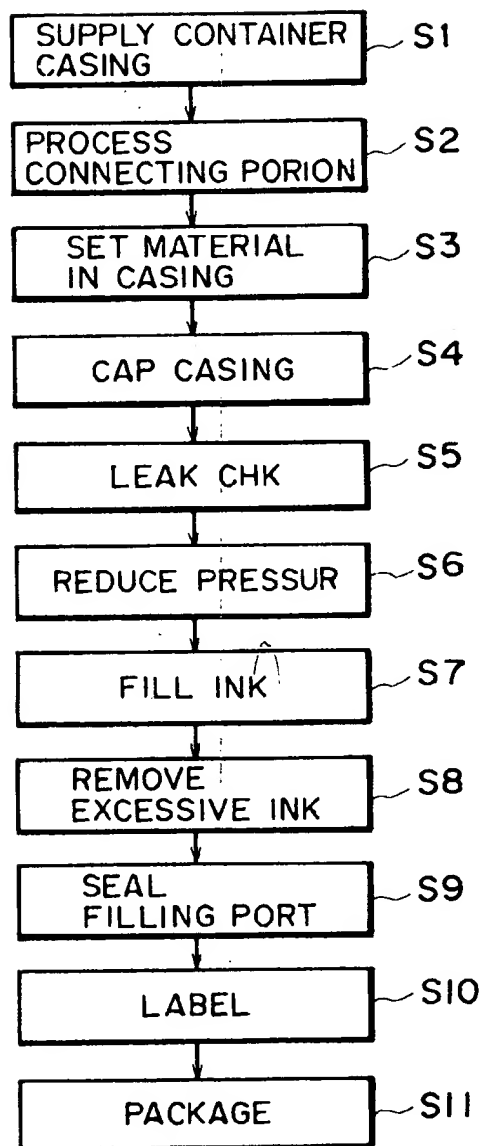 SUPPLY CONTAINER
CASING
S1
PROCESS
CONNECTING PORION
S2
SET MATERIAL
IN CASING
S3
CAP CASING
S4
LEAK CHK
S5
REDUCE PRESSUR
S6
FILL INK
S7
REMOVE
EXCESSIVE INK
S8
SEAL
FILLING PORT
S9
LABEL
S10
PACKAGE
S11